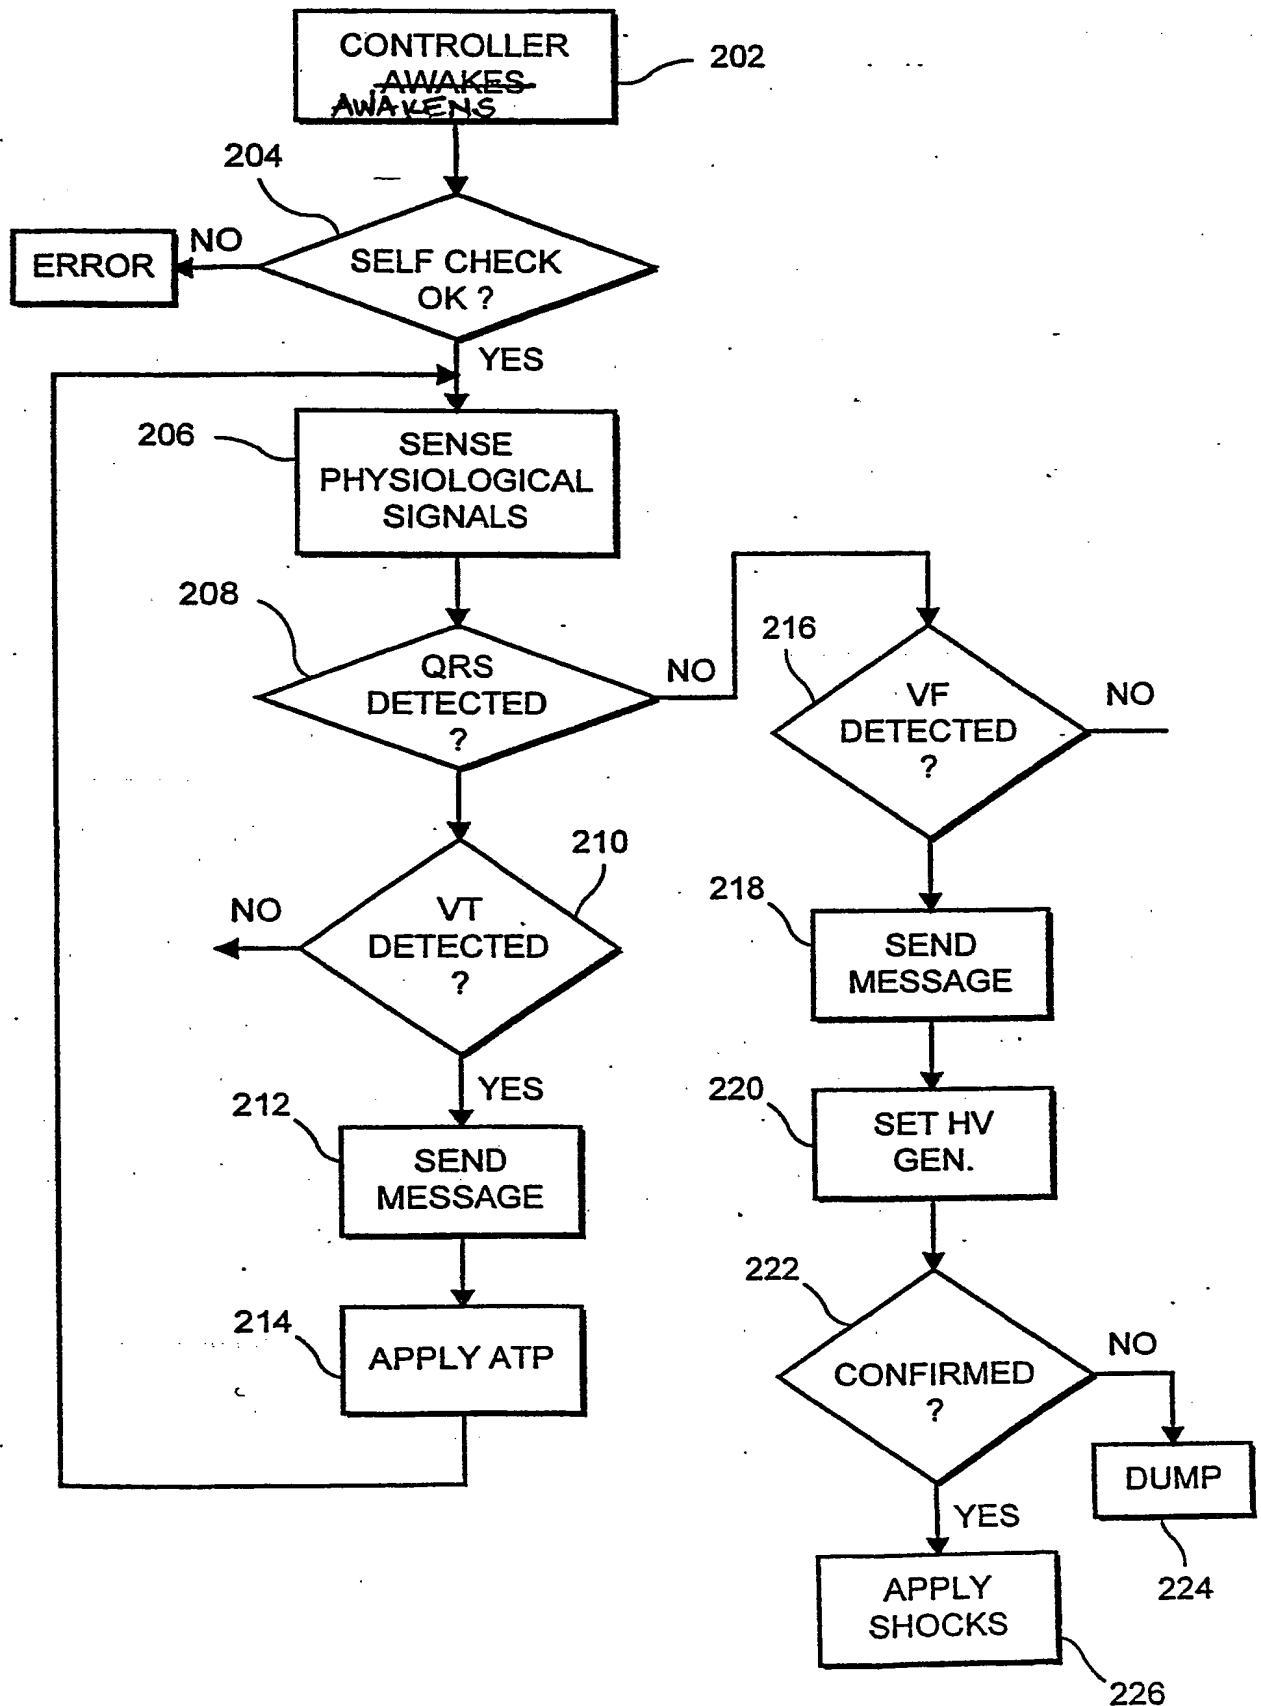 CONTROLLER
AWAKES
AWAKENS
202
204
NO
ERROR
SELF CHECK
OK ?
YES
206
SENSE
PHYSIOLOGICAL
SIGNALS
208
QRS
DETECTED
?
NO
216
VF
DETECTED
?
NO
210
VT
DETECTED
?
NO
YES
218
SEND
MESSAGE
212
SEND
MESSAGE
220
SET HV
GEN.
214
APPLY ATP
222
CONFIRMED
?
NO
DUMP
224
YES
APPLY
SHOCKS
226